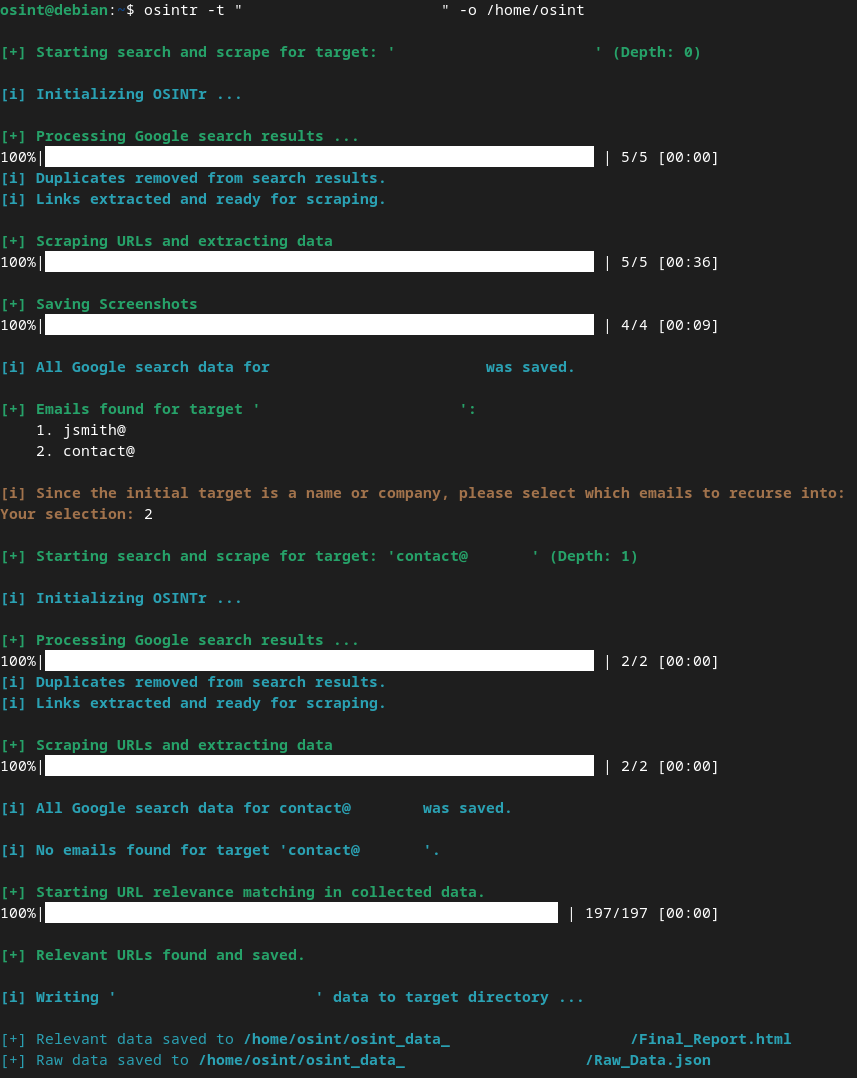 osint@debian:~$ osintr -t "                      " -o /home/osint
[+] Starting search and scrape for target: '                      ' (Depth: 0)
[i] Initializing OSINTr ...
[+] Processing Google search results ...
100%| | 5/5 [00:00]
[i] Duplicates removed from search results.
[i] Links extracted and ready for scraping.
[+] Scraping URLs and extracting data
100%| | 5/5 [00:36]
[+] Saving Screenshots
100%| | 4/4 [00:09]
[i] All Google search data for                        was saved.
[+] Emails found for target '                      ':
1. jsmith@
2. contact@
[i] Since the initial target is a name or company, please select which emails to recurse into:
Your selection: 2
[+] Starting search and scrape for target: 'contact@       ' (Depth: 1)
[i] Initializing OSINTr ...
[+] Processing Google search results ...
100%| | 2/2 [00:00]
[i] Duplicates removed from search results.
[i] Links extracted and ready for scraping.
[+] Scraping URLs and extracting data
100%| | 2/2 [00:00]
[i] All Google search data for contact@        was saved.
[i] No emails found for target 'contact@       '.
[+] Starting URL relevance matching in collected data.
100%| | 197/197 [00:00]
[+] Relevant URLs found and saved.
[i] Writing '                      ' data to target directory ...
[+] Relevant data saved to /home/osint/osint_data_                    /Final_Report.html
[+] Raw data saved to /home/osint/osint_data_                    /Raw_Data.json